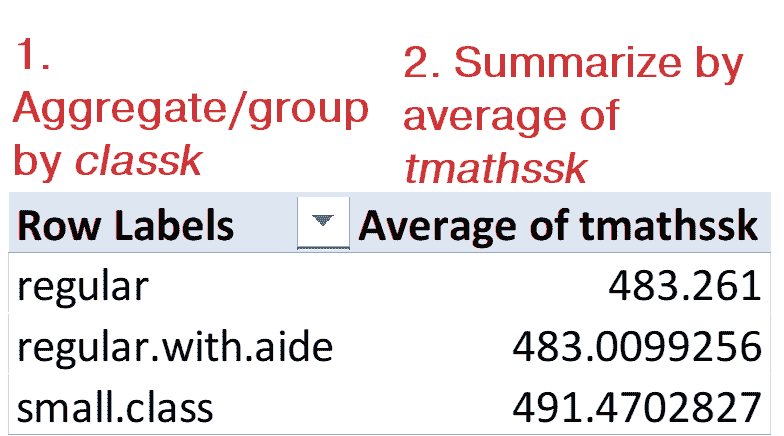 1.
Aggregate/group
by classk
2. Summarize by
average of
tmathssk
Row Labels Average of tmathssk
regular 483.261
regular.with.aide 483.0099256
small.class 491.4702827